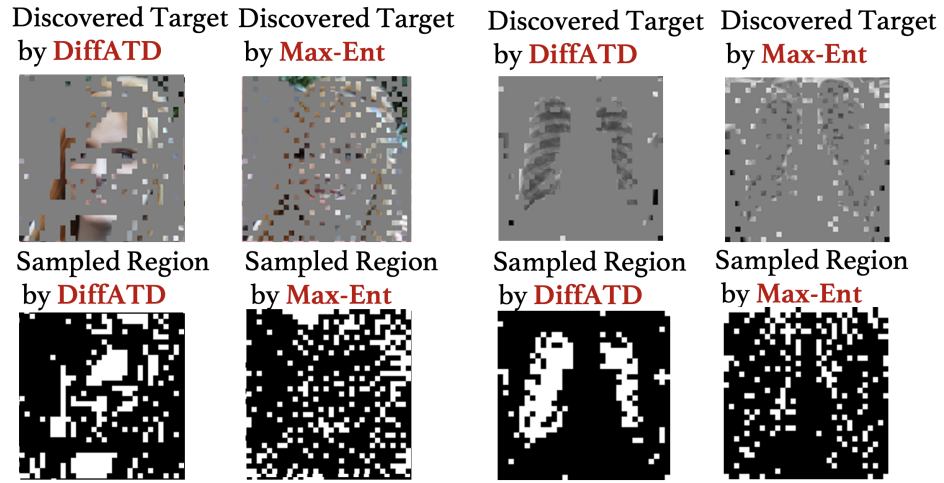 Discovered Target
by DiffATD
Discovered Target
by Max-Ent
Discovered Target
by DiffATD
Discovered Target
by Max-Ent
Sampled Region
by DiffATD
Sampled Region
by Max-Ent
Sampled Region
by DiffATD
Sampled Region
by Max-Ent